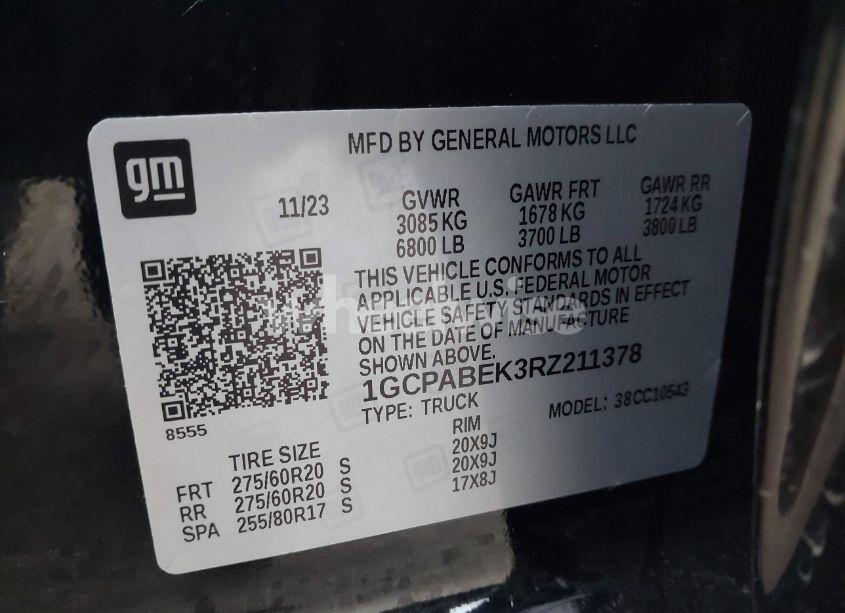 gm
MFD BY GENERAL MOTORS LLC
11/23
GVWR GAWR FRT GAWR RR
3085 KG 1678 KG 1724 KG
6800 LB 3700 LB 3800 LB
THIS VEHICLE CONFORMS TO ALL
APPLICABLE U.S. FEDERAL MOTOR
VEHICLE SAFETY STANDARDS IN EFFECT
ON THE DATE OF MANUFACTURE
SHOWN ABOVE.
1GCPABEK3RZ211378
TYPE: TRUCK MODEL: 38CC10543
8555
TIRE SIZE RIM
FRT 275/60R20 S 20X9J
RR 275/60R20 S 20X9J
SPA 255/80R17 S 17X8J